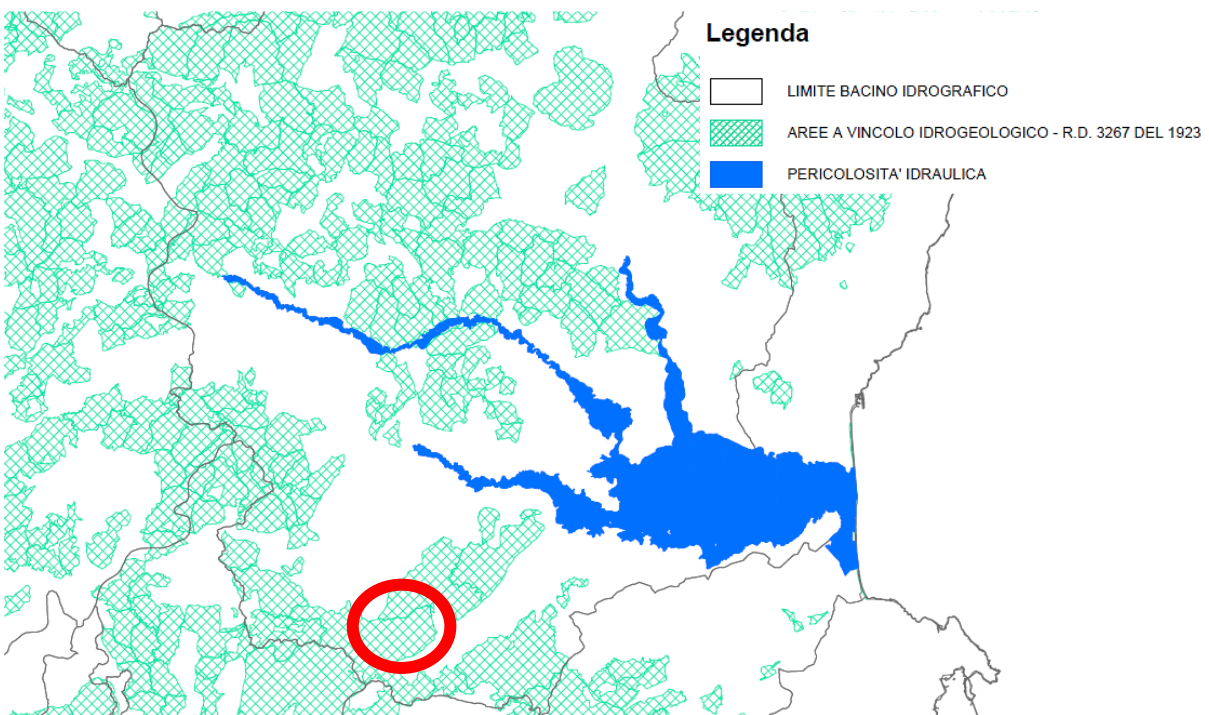 Legenda
LIMITE BACINO IDROGRAFICO
AREE A VINCOLO IDROGEOLOGICO - R.D. 3267 DEL 1923
PERICOLOSITA' IDRAULICA